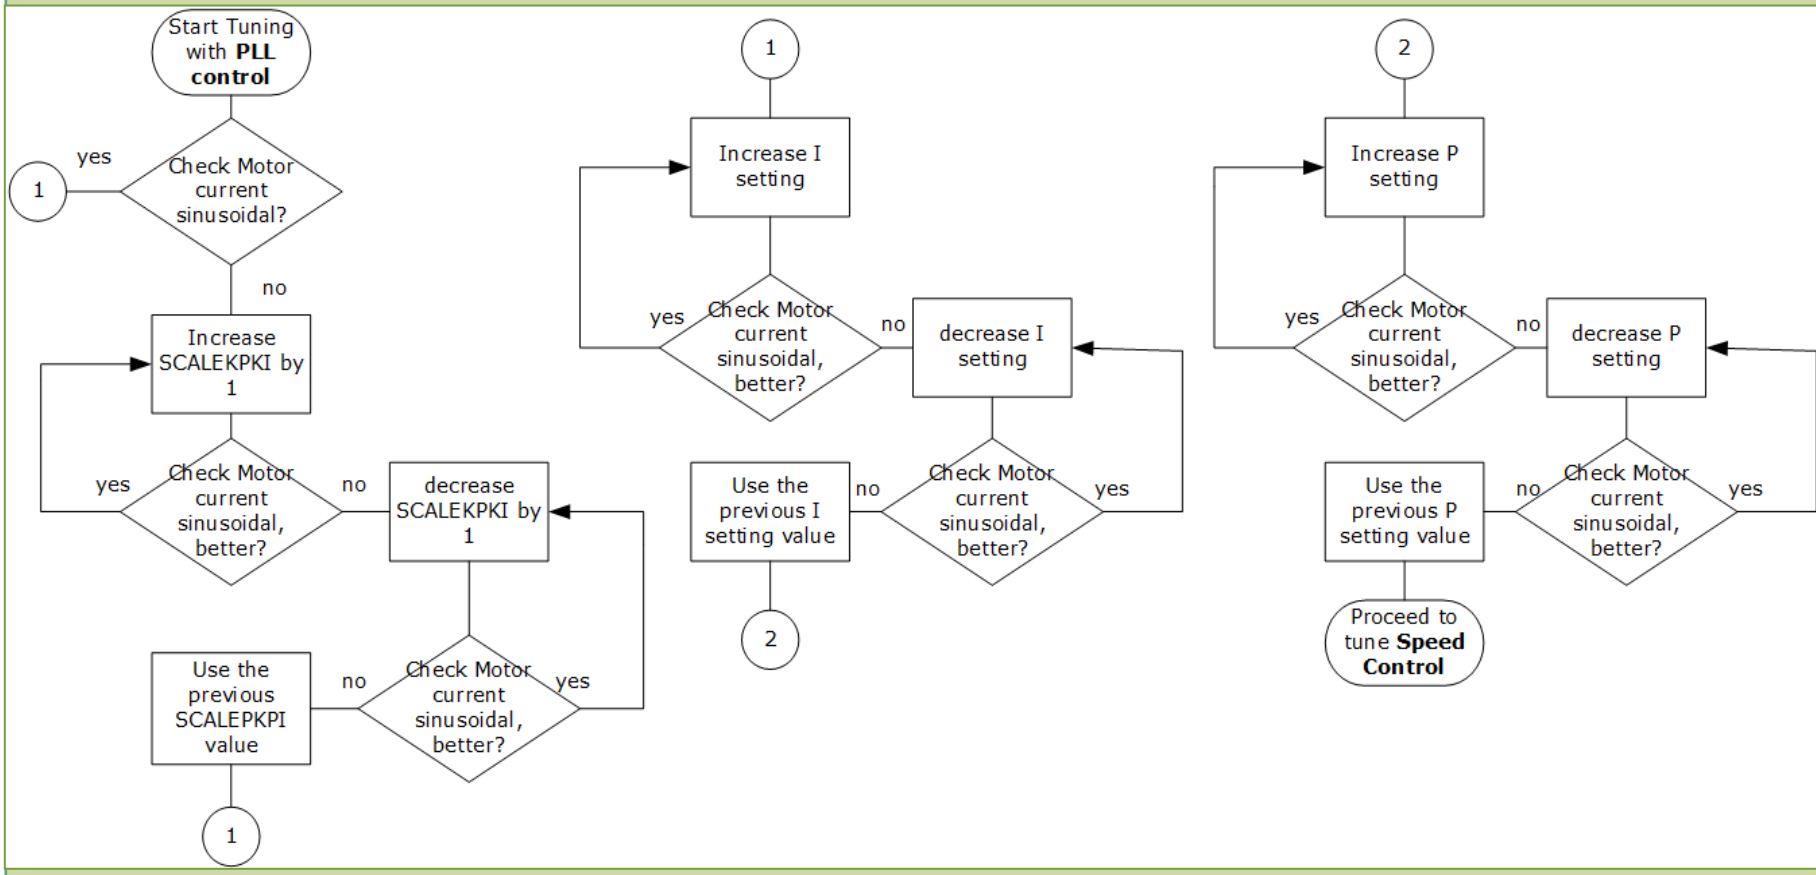 Start Tuning
with PLL
control
yes
1
Check Motor
current
sinusoidal?
no
Increase
SCALEKPKI by
1
yes
Check Motor
current
sinusoidal,
better?
no
decrease
SCALEKPKI by
1
Use the
previous
SCALEPKPI
value
no
Check Motor
current
sinusoidal,
better?
yes
1
1
Increase I
setting
yes
Check Motor
current
sinusoidal,
better?
no
decrease I
setting
Use the
previous I
setting value
no
Check Motor
current
sinusoidal,
better?
yes
2
2
Increase P
setting
yes
Check Motor
current
sinusoidal,
better?
no
decrease P
setting
Use the
previous P
setting value
no
Check Motor
current
sinusoidal,
better?
yes
Proceed to
tune Speed
Control